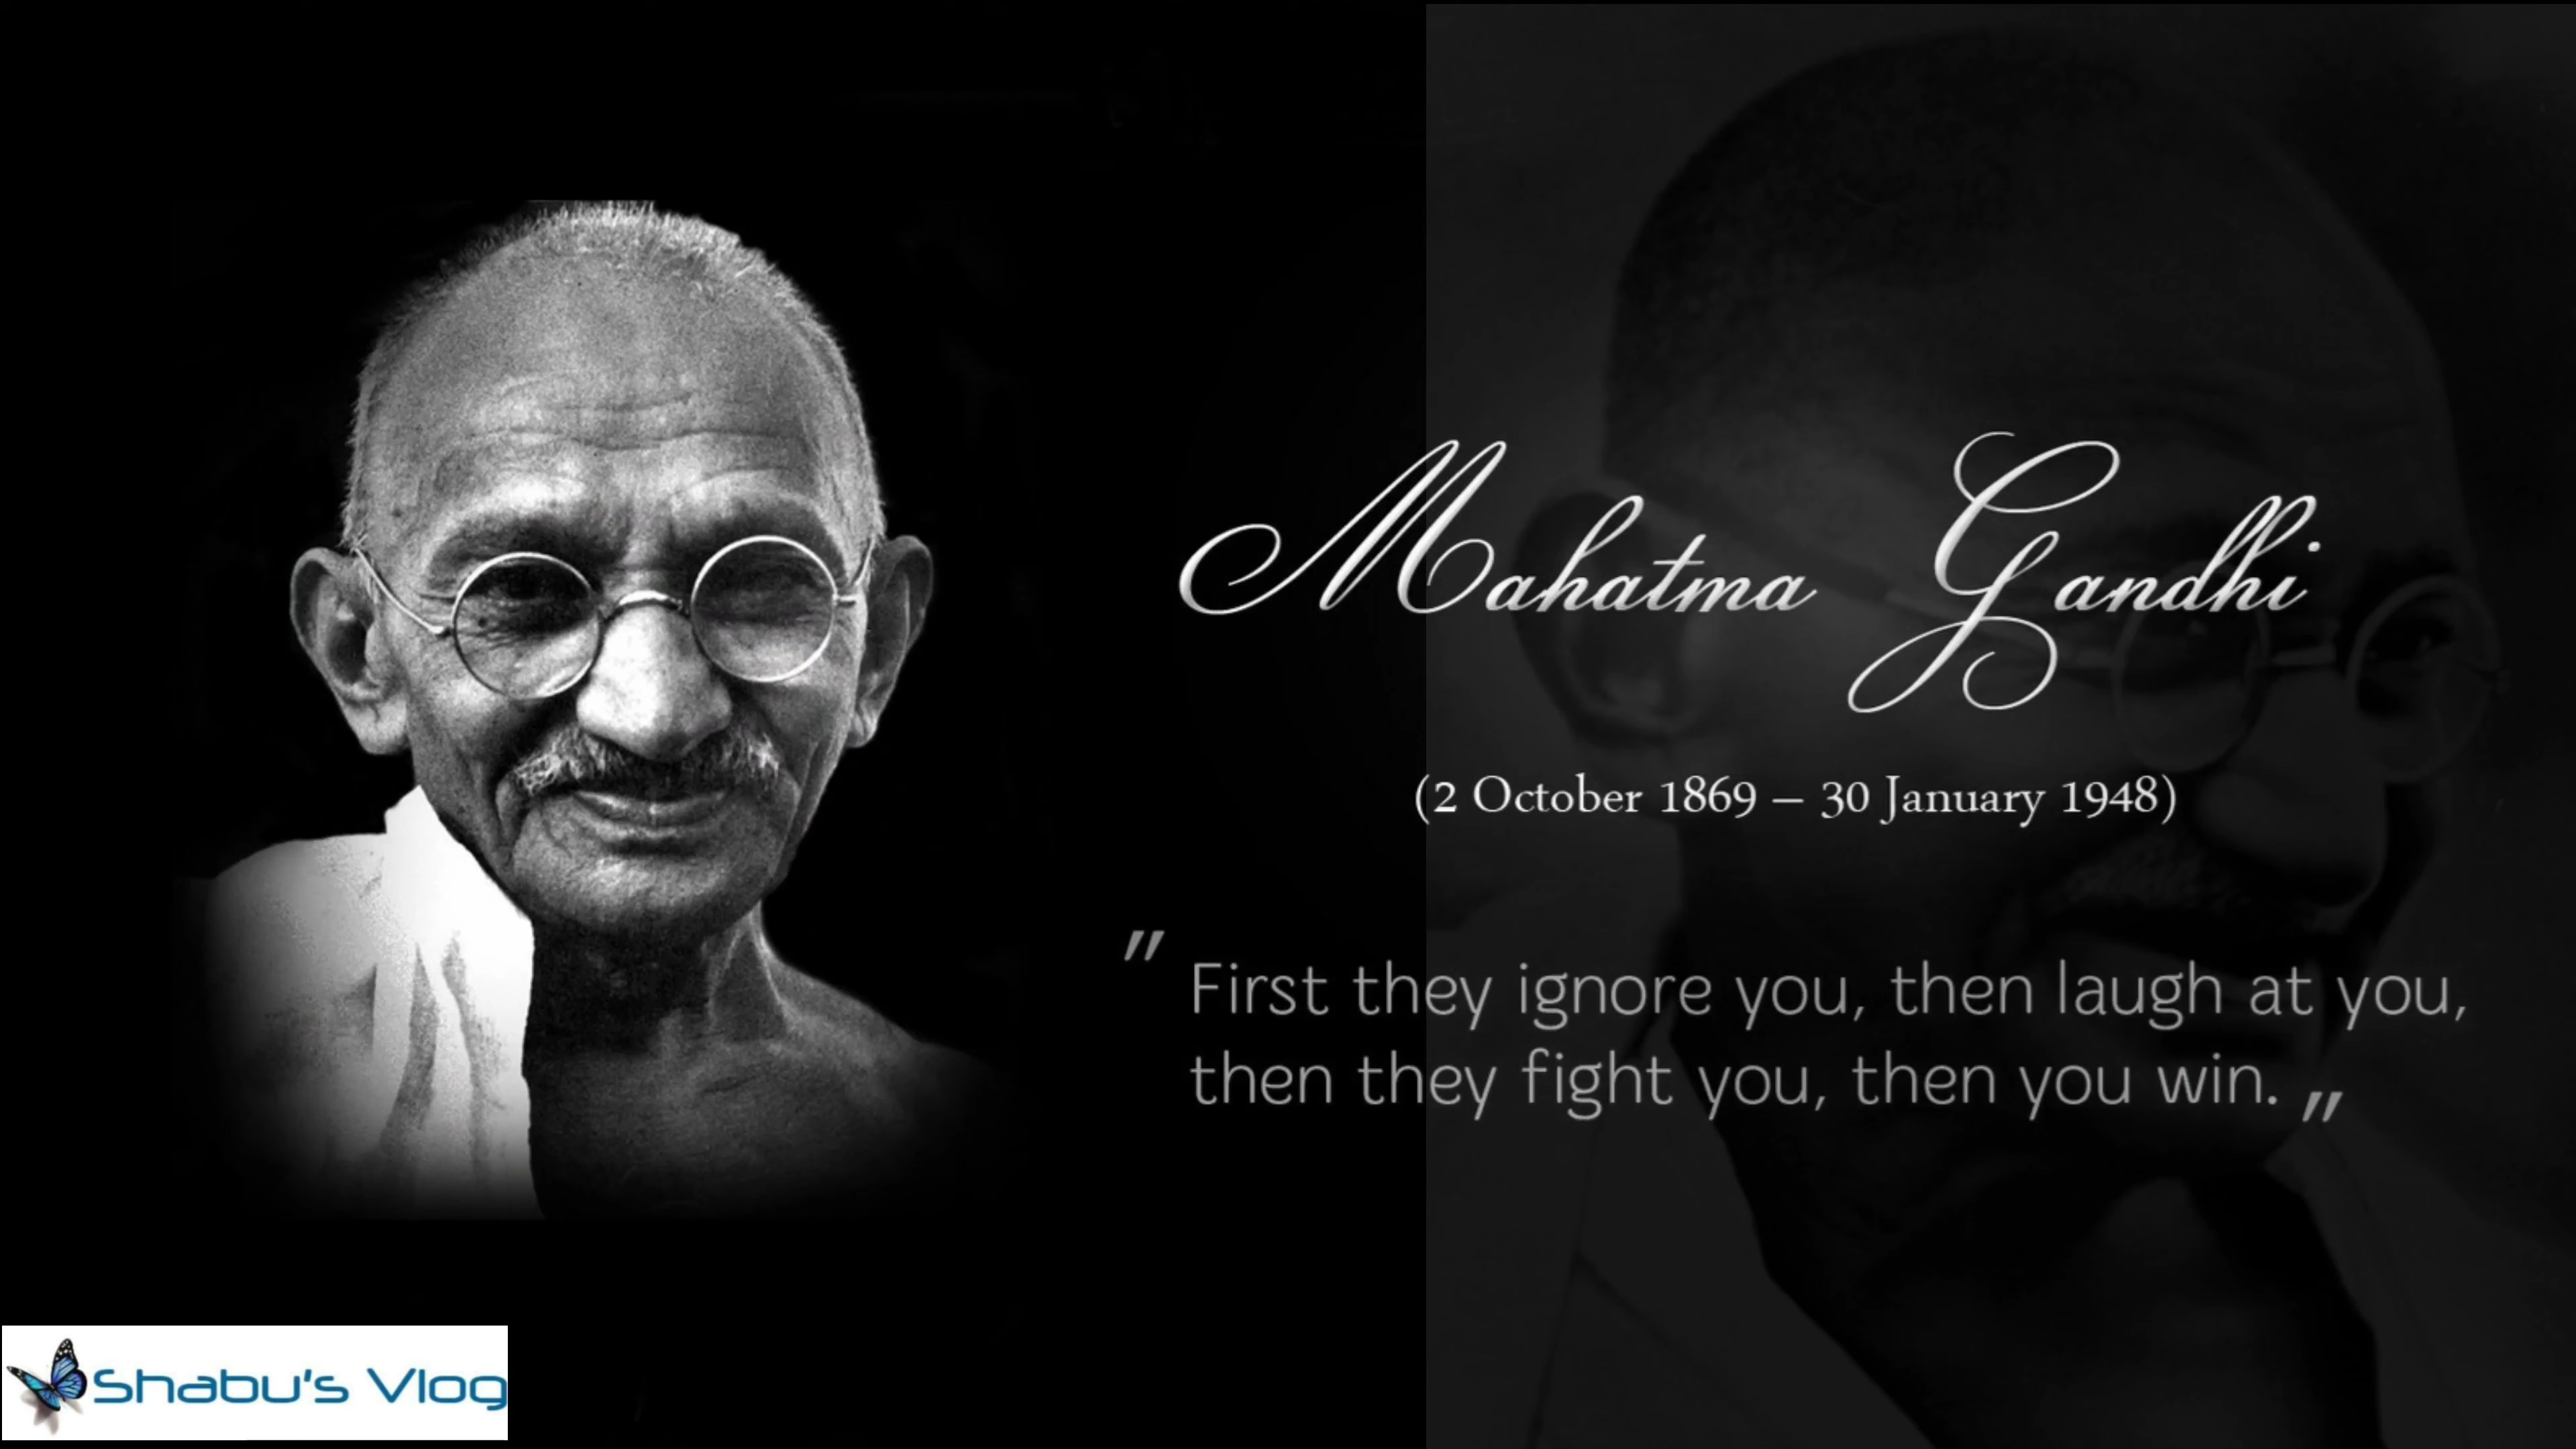 Mahatma Gandhi
(2 October 1869 – 30 January 1948)
" First they ignore you, then laugh at you,
then they fight you, then you win. "
Shabu's Vlog